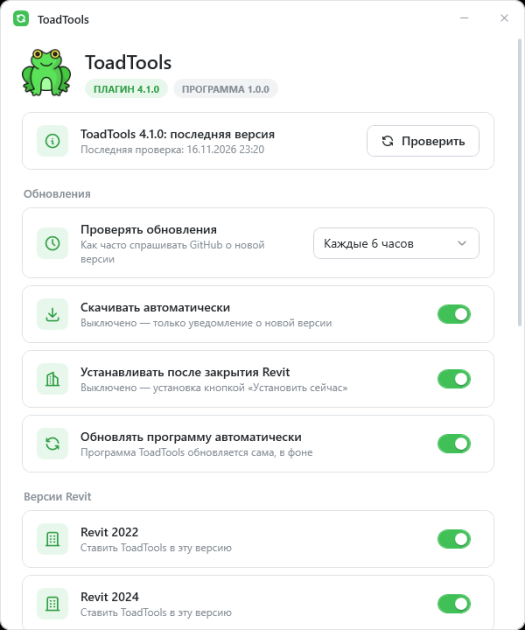 ToadTools
ToadTools
ПЛАГИН 4.1.0 ПРОГРАММА 1.0.0
ToadTools 4.1.0: последняя версия
Последняя проверка: 16.11.2026 23:20
Проверить
Обновления
Проверять обновления
Как часто спрашивать GitHub о новой
версии
Каждые 6 часов
Скачивать автоматически
Выключено — только уведомление о новой версии
Устанавливать после закрытия Revit
Выключено — установка кнопкой «Установить сейчас»
Обновлять программу автоматически
Программа ToadTools обновляется сама, в фоне
Версии Revit
Revit 2022
Ставить ToadTools в эту версию
Revit 2024
Ставить ToadTools в эту версию